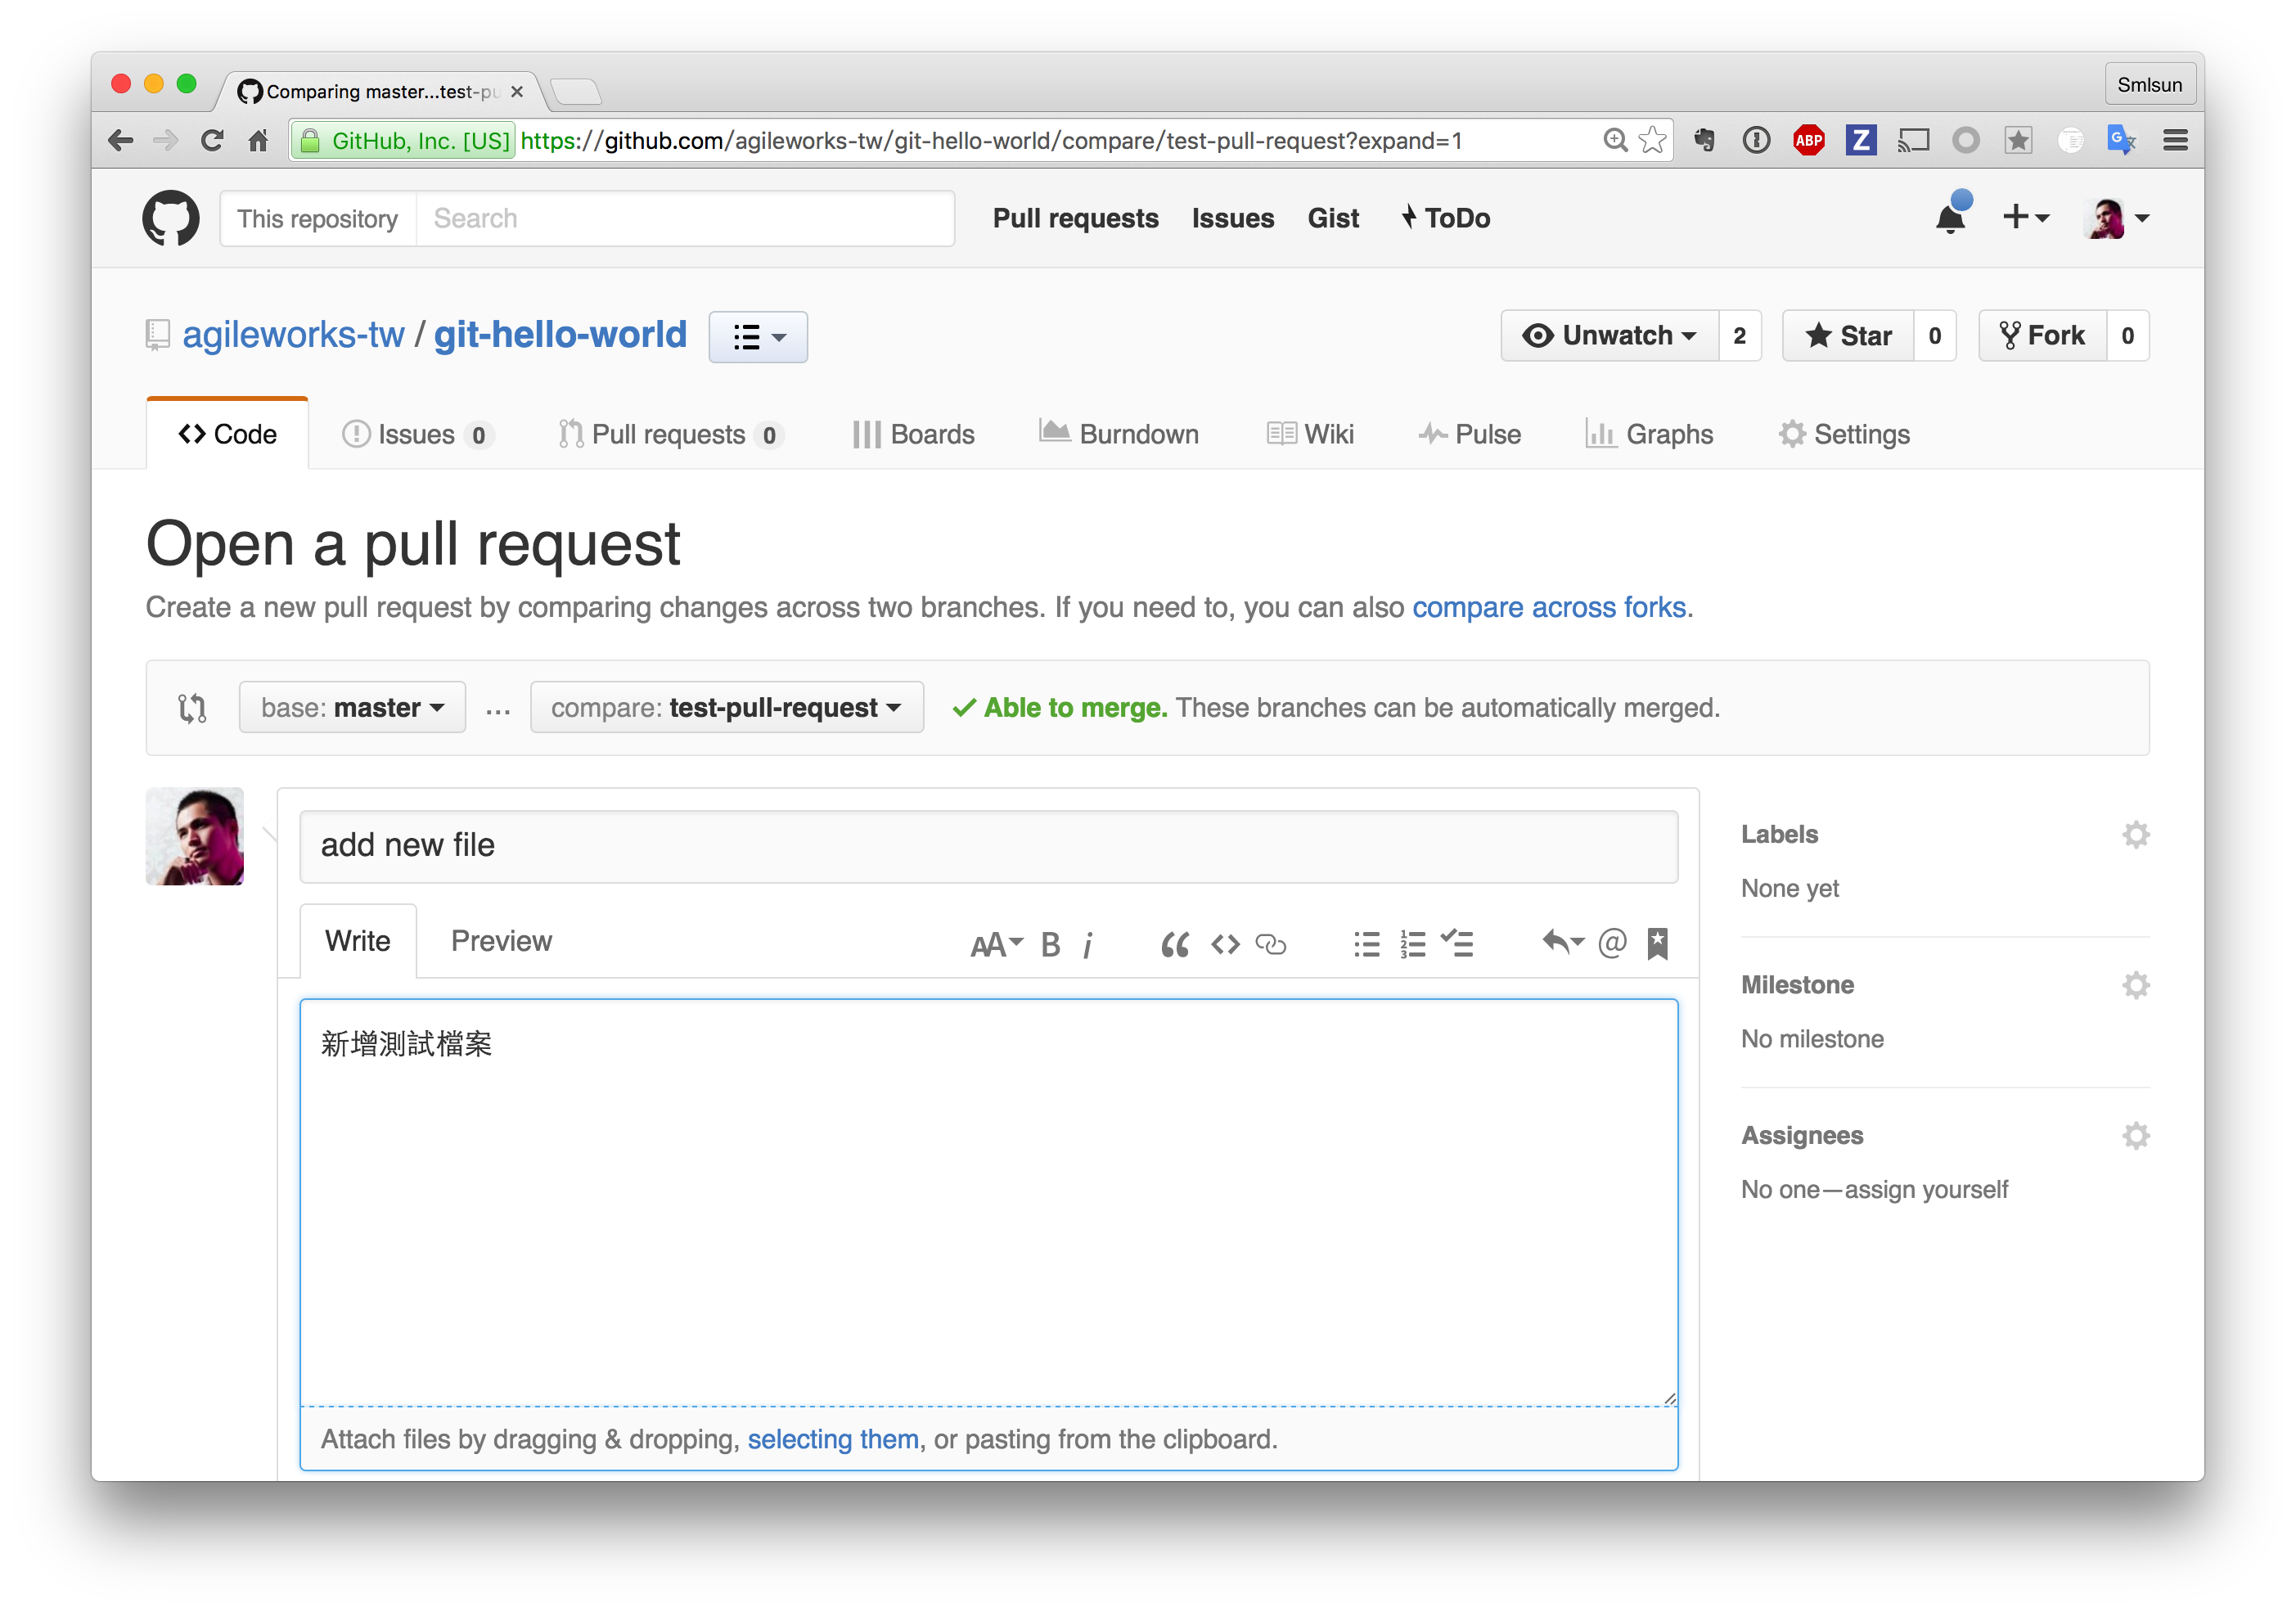 Comparing master...test-pu
Smlsun
GitHub, Inc. [US] https://github.com/agileworks-tw/git-hello-world/compare/test-pull-request?expand=1
ABP Z G
This repository Search Pull requests Issues Gist ToDo
agileworks-tw / git-hello-world Unwatch 2 Star 0 Fork 0
Code Issues 0 Pull requests 0 Boards Burndown Wiki Pulse Graphs Settings
Open a pull request
Create a new pull request by comparing changes across two branches. If you need to, you can also compare across forks.
base: master ... compare: test-pull-request Able to merge. These branches can be automatically merged.
add new file
Labels
None yet
Write Preview AA B i
Milestone
No milestone
新增測試檔案
Assignees
No one—assign yourself
Attach files by dragging & dropping, selecting them, or pasting from the clipboard.